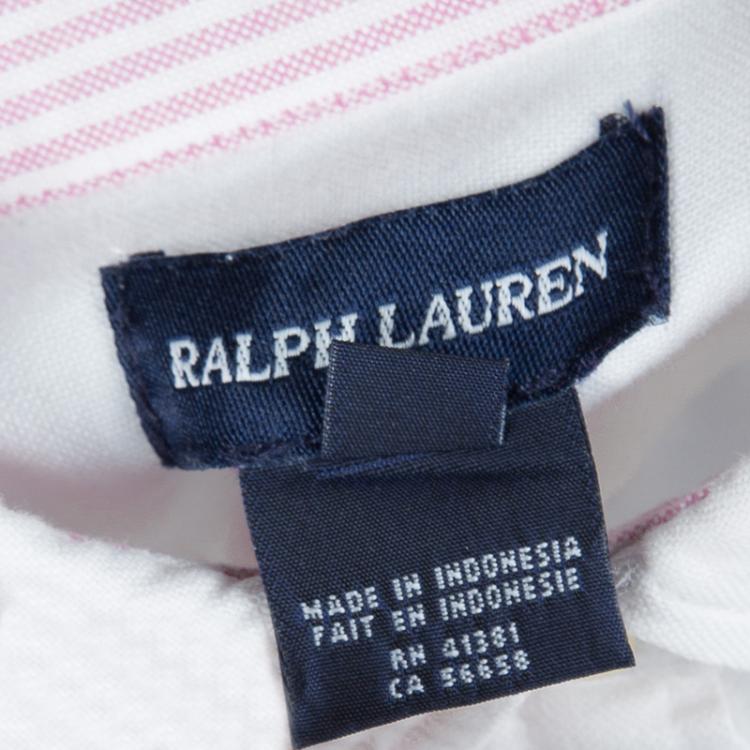 RALPH LAUREN
MADE IN INDONESIA
FAIT EN INDONESIE
RN 41381
CA 56658